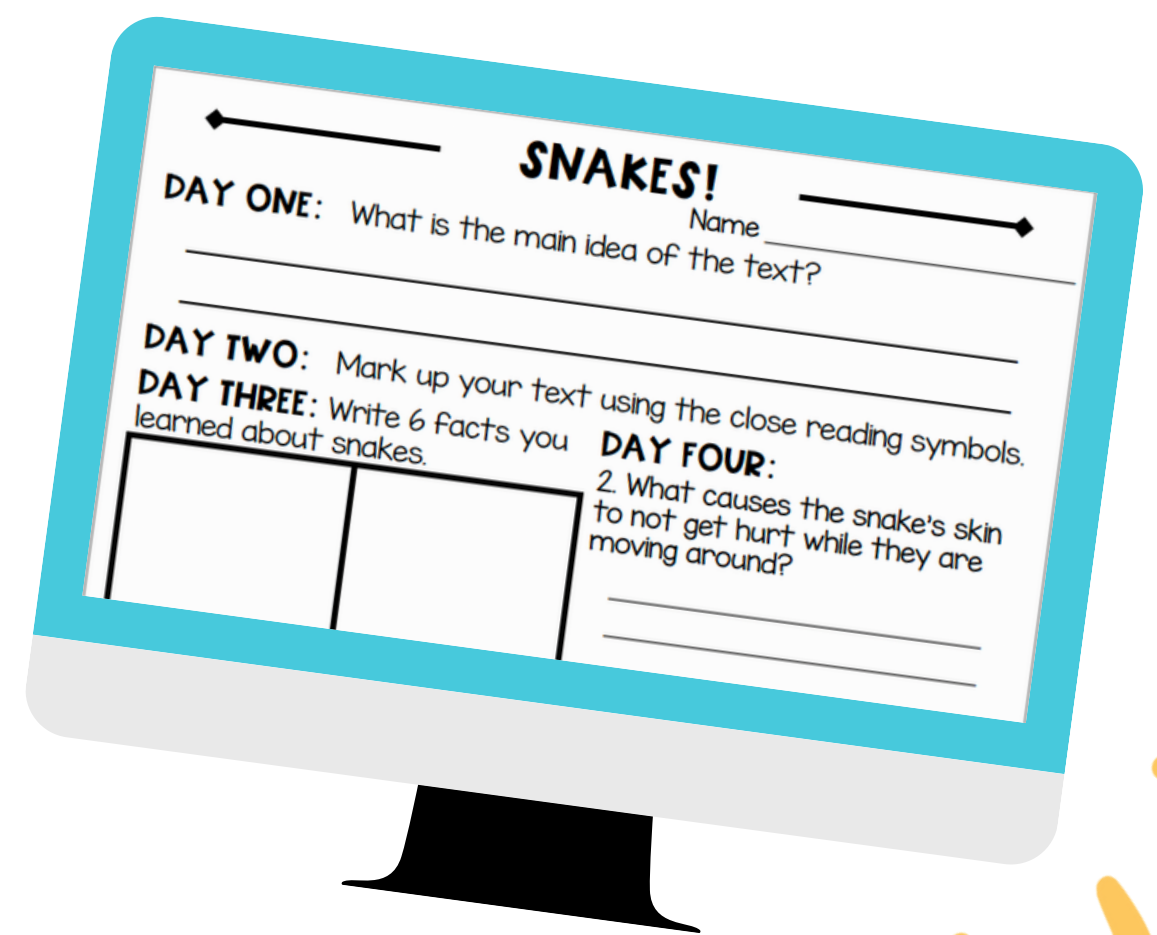 SNAKES!
Name
DAY ONE: What is the main idea of the text?
DAY TWO: Mark up your text using the close reading symbols.
DAY THREE: Write 6 facts you
learned about snakes.
DAY FOUR:
2. What causes the snake's skin
to not get hurt while they are
moving around?